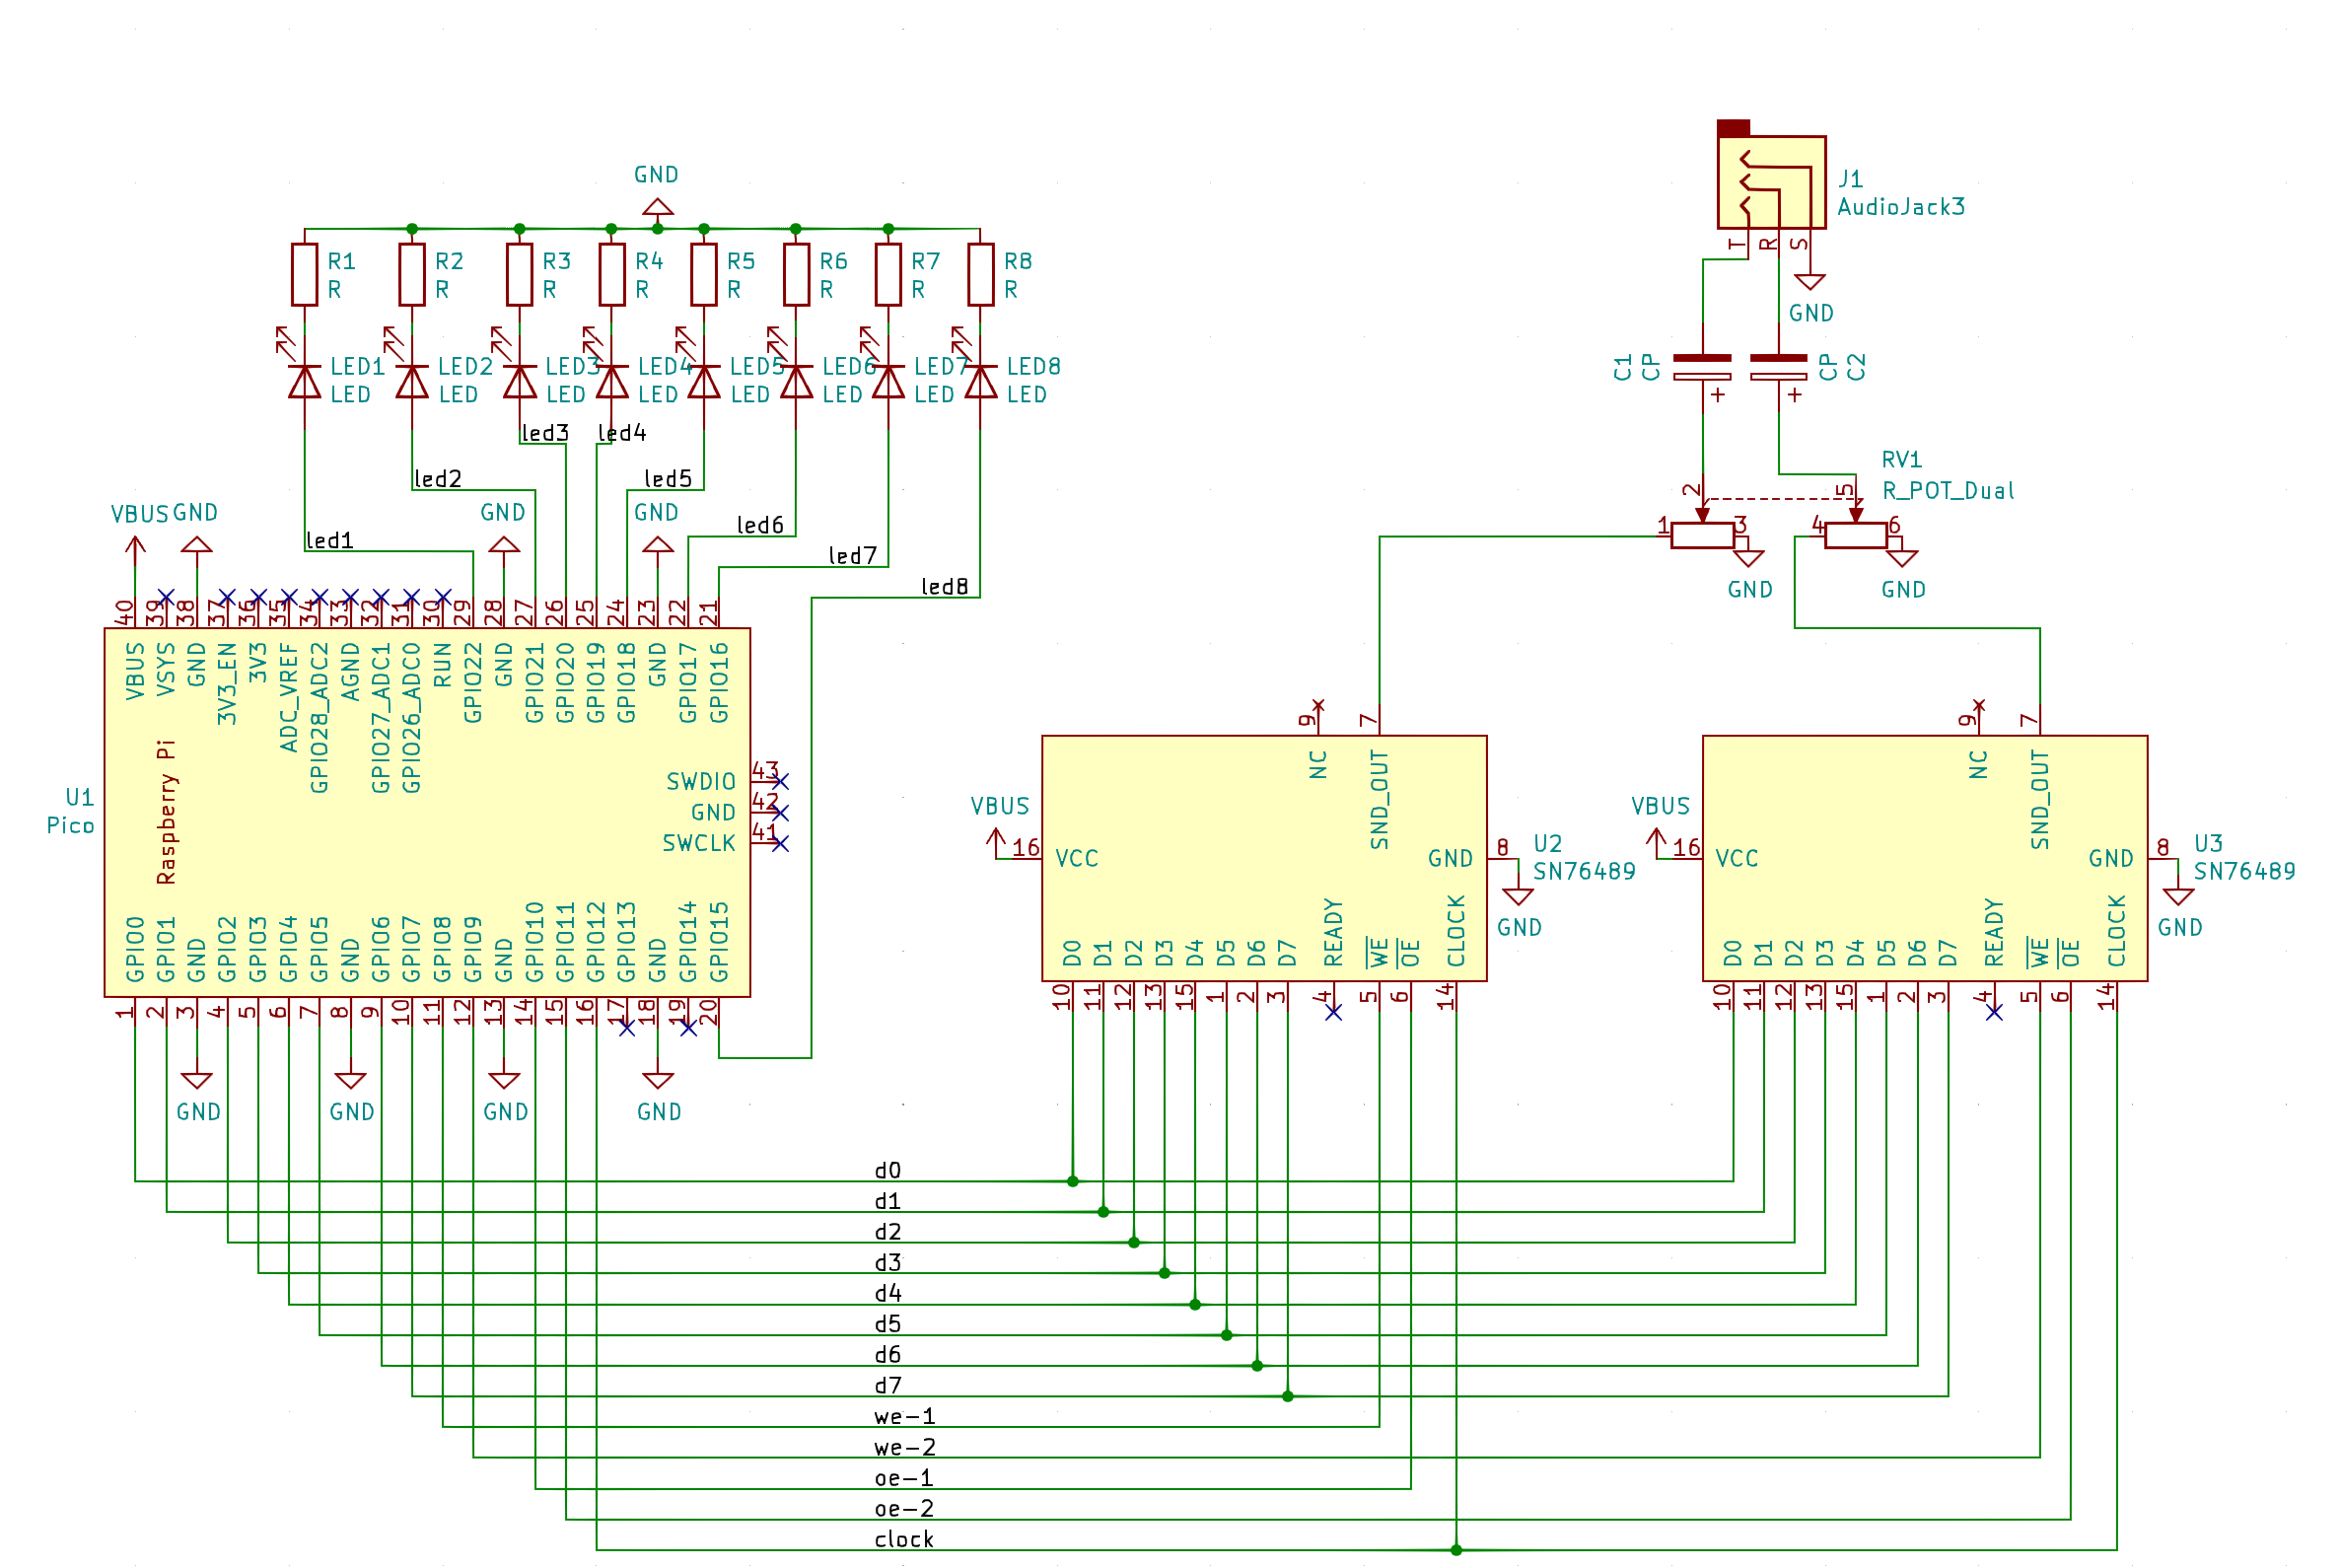 GND
J1
AudioJack3
T R S
GND
R1 R2 R3 R4 R5 R6 R7 R8
R R R R R R R R
LED1 LED2 LED3 LED4 LED5 LED6 LED7 LED8
LED LED LED LED LED LED LED LED
C1 CP CP C2
+ +
led3 led4
led2 led5
RV1
R_POT_Dual
2 5
VBUS GND GND GND
led6
1 3 4 6
led1
led7
led8
GND GND
40 39 38 37 36 35 34 33 32 31 30 29 28 27 26 25 24 23 22 21
VBUS VSYS GND 3V3_EN 3V3 ADC_VREF GPIO28_ADC2 AGND GPIO27_ADC1 GPIO26_ADC0 RUN GPIO22 GND GPIO21 GPIO20 GPIO19 GPIO18 GND GPIO17 GPIO16
U1
Pico
Raspberry Pi
SWDIO 43
GND 42
SWCLK 41
GPIO0 GPIO1 GND GPIO2 GPIO3 GPIO4 GPIO5 GND GPIO6 GPIO7 GPIO8 GPIO9 GND GPIO10 GPIO11 GPIO12 GPIO13 GND GPIO14 GPIO15
1 2 3 4 5 6 7 8 9 10 11 12 13 14 15 16 17 18 19 20
GND GND GND GND
9 7
NC SND_OUT
VBUS
16 VCC
GND 8
U2
SN76489
GND
D0 D1 D2 D3 D4 D5 D6 D7 READY WE OE CLOCK
10 11 12 13 15 1 2 3 4 5 6 14
9 7
NC SND_OUT
VBUS
16 VCC
GND 8
U3
SN76489
GND
D0 D1 D2 D3 D4 D5 D6 D7 READY WE OE CLOCK
10 11 12 13 15 1 2 3 4 5 6 14
d0
d1
d2
d3
d4
d5
d6
d7
we-1
we-2
oe-1
oe-2
clock